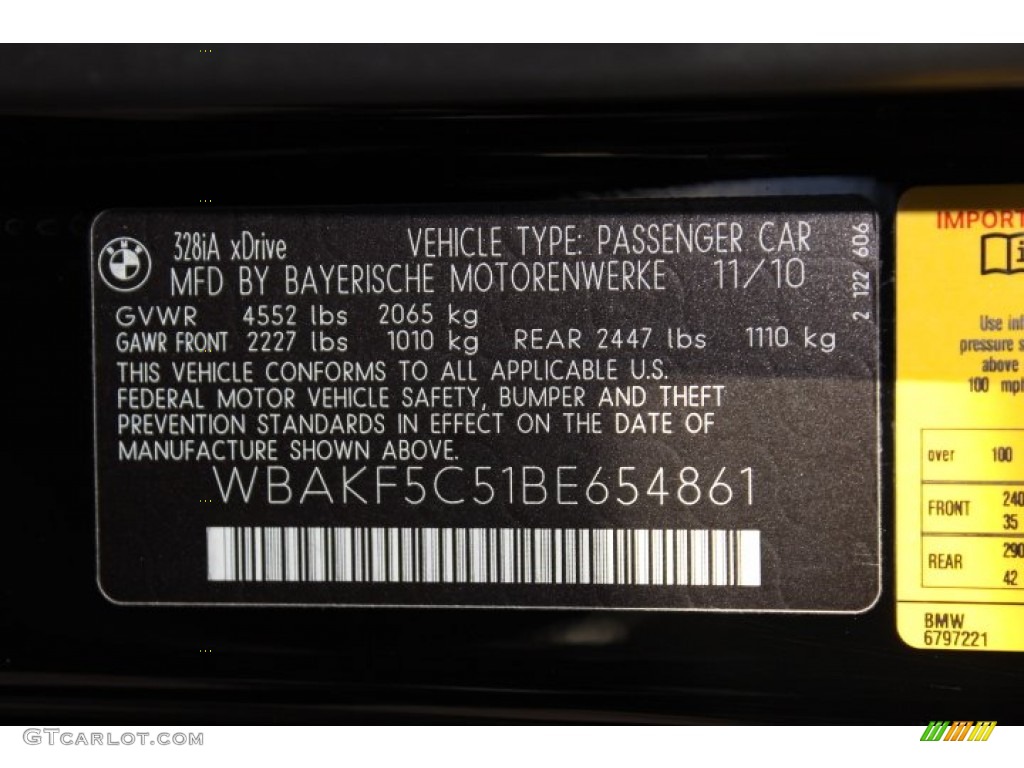 BMW
328iA xDrive
VEHICLE TYPE: PASSENGER CAR
MFD BY BAYERISCHE MOTORENWERKE 11/10
GVWR 4552 lbs 2065 kg
GAWR FRONT 2227 lbs 1010 kg REAR 2447 lbs 1110 kg
THIS VEHICLE CONFORMS TO ALL APPLICABLE U.S.
FEDERAL MOTOR VEHICLE SAFETY, BUMPER AND THEFT
PREVENTION STANDARDS IN EFFECT ON THE DATE OF
MANUFACTURE SHOWN ABOVE.
WBAKF5C51BE654861
2 122 606
IMPORT
Use inf
pressure s
above
100 mph
over 100
FRONT 240
35
REAR 290
42
BMW
6797221
GTCARLOT.COM